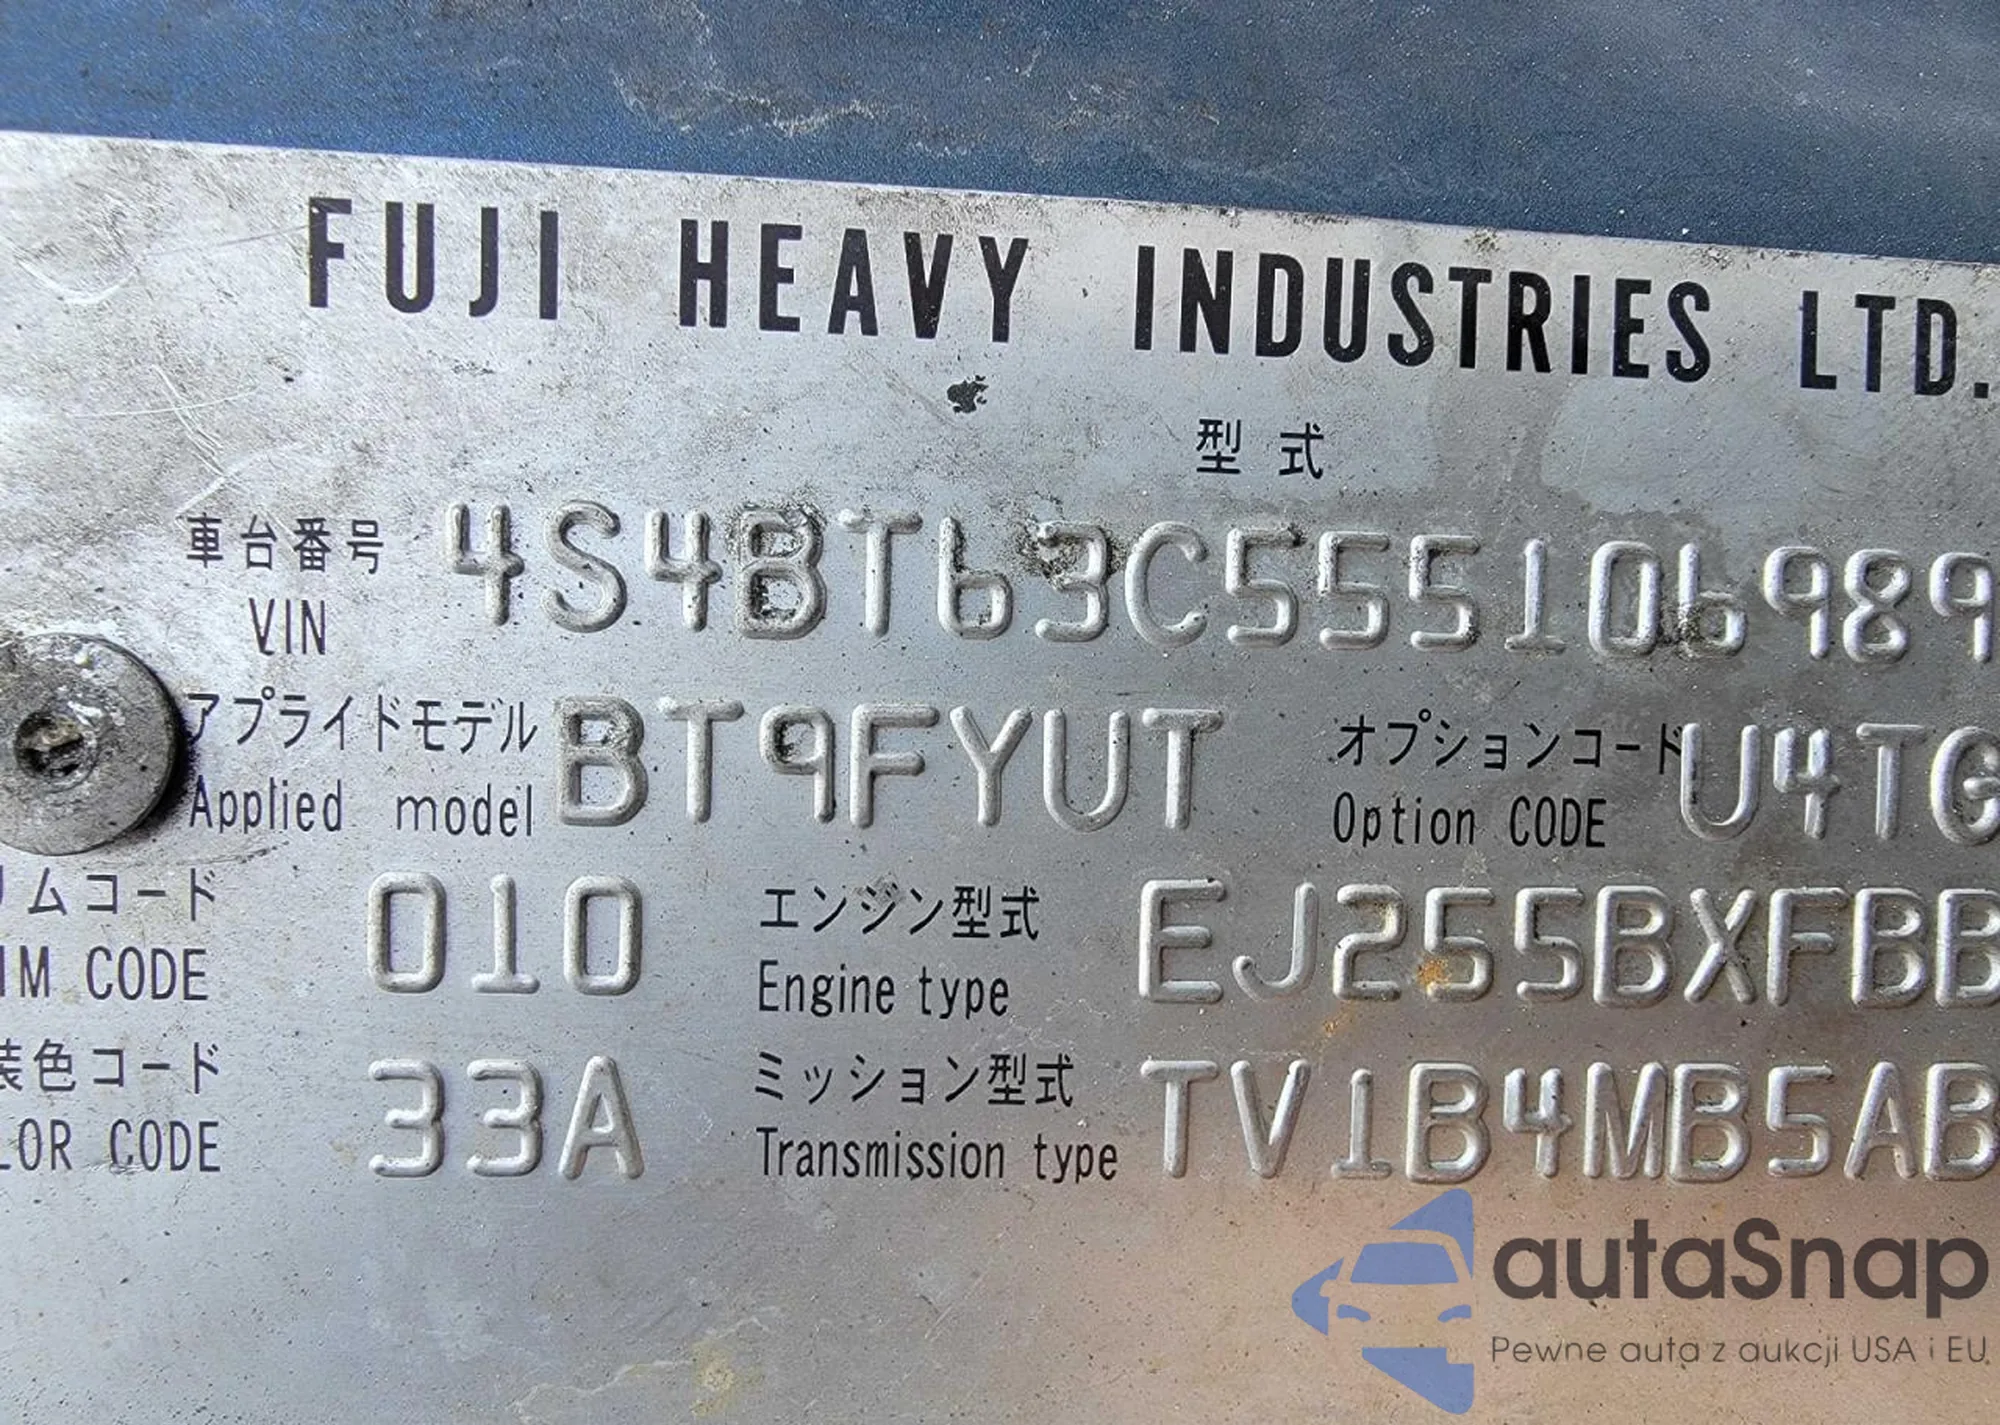 FUJI HEAVY INDUSTRIES LTD.
型式
車台番号 4S4BT63C555106989
VIN
アプライドモデル BT9FYUT オプションコード U4TG
Applied model Option CODE
リムコード 010 エンジン型式 EJ255BXFBB
IM CODE Engine type
装色コード 33A ミッション型式 TV1B4MB5AB
LOR CODE Transmission type
autaSnap
Pewne auta z aukcji USA i EU